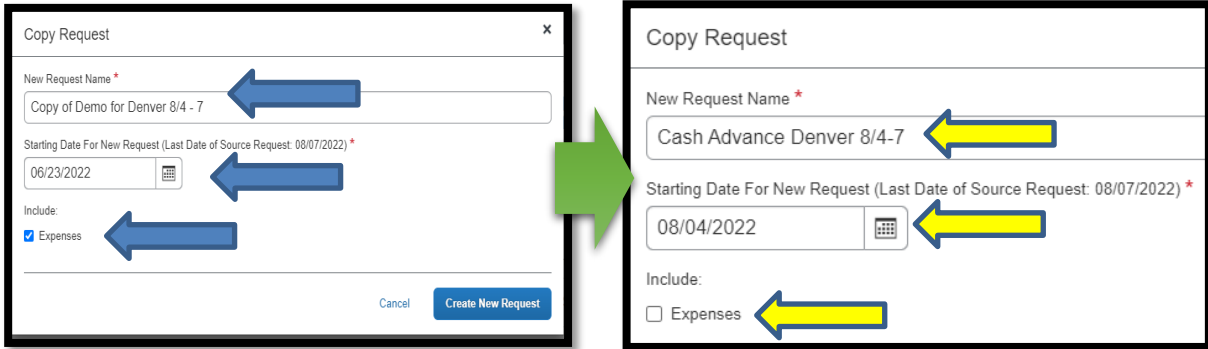 Copy Request
×
New Request Name *
Copy of Demo for Denver 8/4 - 7
Starting Date For New Request (Last Date of Source Request: 08/07/2022) *
06/23/2022
Include:
Expenses
Cancel
Create New Request
Copy Request
New Request Name *
Cash Advance Denver 8/4-7
Starting Date For New Request (Last Date of Source Request: 08/07/2022) *
08/04/2022
Include:
Expenses